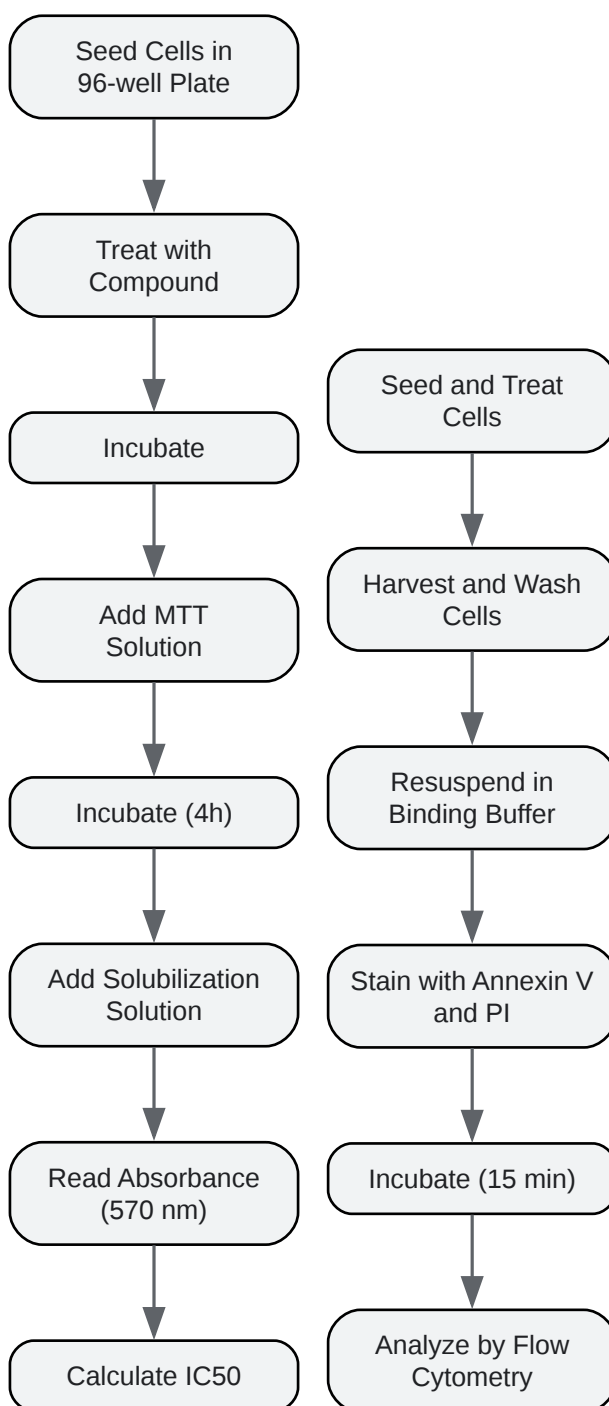 Seed Cells in
96-well Plate
Treat with
Compound
Incubate
Add MTT
Solution
Incubate (4h)
Add Solubilization
Solution
Read Absorbance
(570 nm)
Calculate IC50
Seed and Treat
Cells
Harvest and Wash
Cells
Resuspend in
Binding Buffer
Stain with Annexin V
and PI
Incubate (15 min)
Analyze by Flow
Cytometry